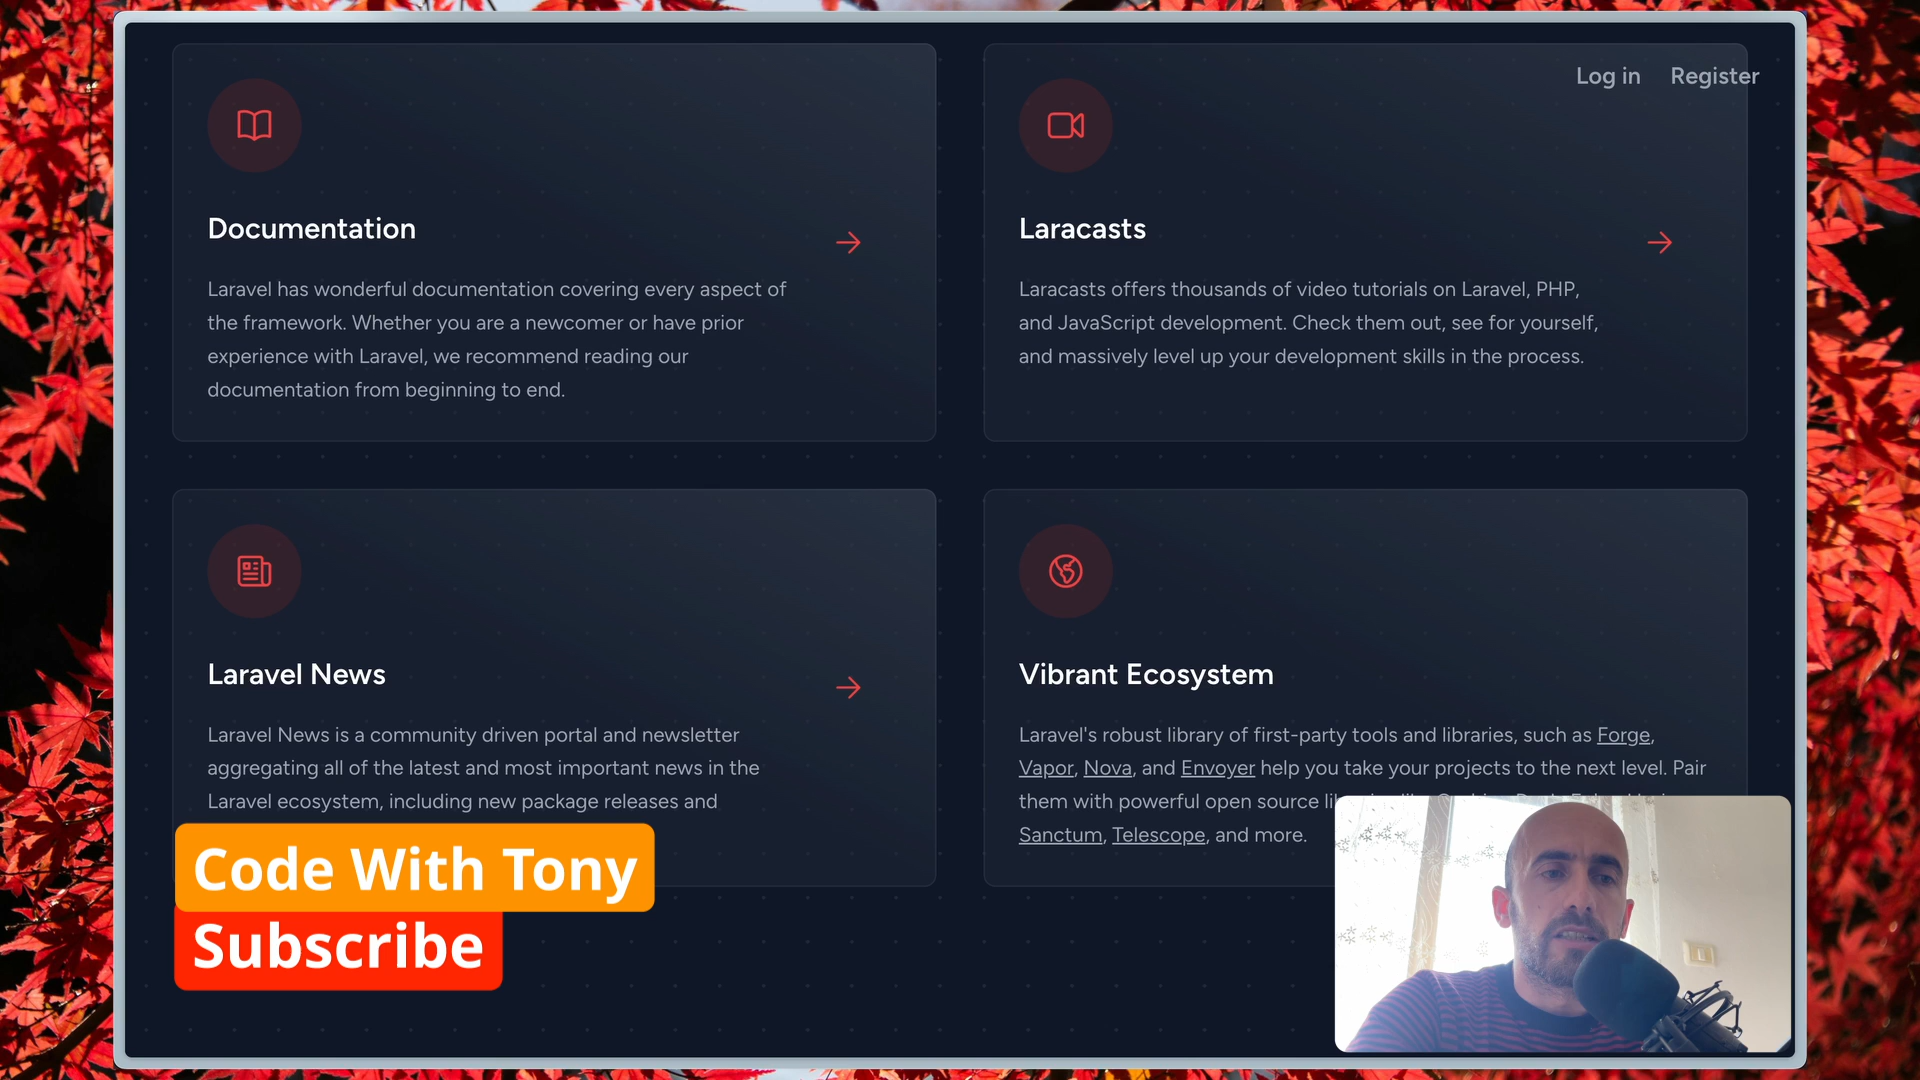 Log in Register
Documentation
Laravel has wonderful documentation covering every aspect of
the framework. Whether you are a newcomer or have prior
experience with Laravel, we recommend reading our
documentation from beginning to end.
Laracasts
Laracasts offers thousands of video tutorials on Laravel, PHP,
and JavaScript development. Check them out, see for yourself,
and massively level up your development skills in the process.
Laravel News
Laravel News is a community driven portal and newsletter
aggregating all of the latest and most important news in the
Laravel ecosystem, including new package releases and
Vibrant Ecosystem
Laravel's robust library of first-party tools and libraries, such as Forge,
Vapor, Nova, and Envoyer help you take your projects to the next level. Pair
them with powerful open source
Sanctum, Telescope, and more.
Code With Tony
Subscribe